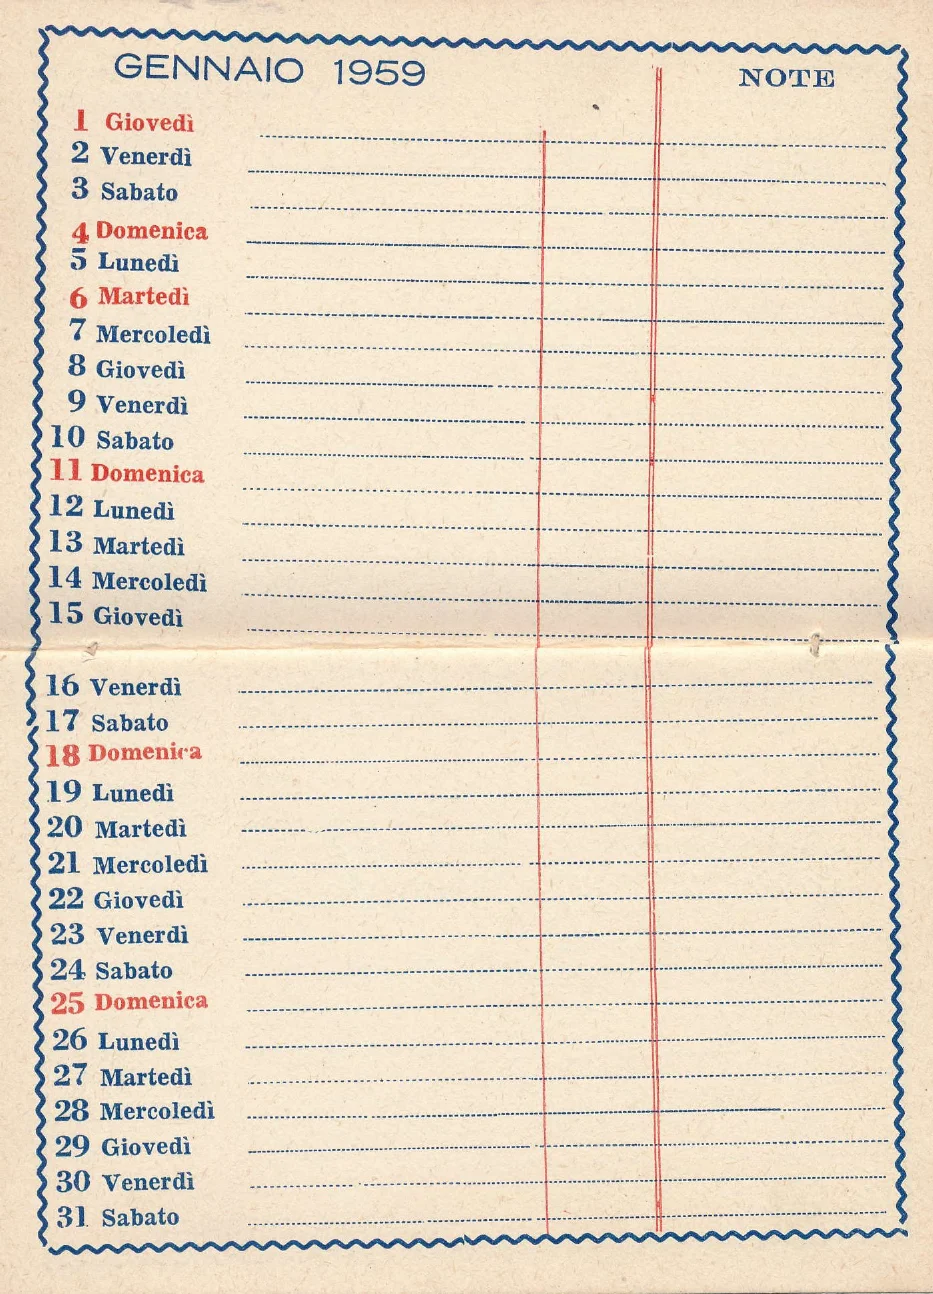 GENNAIO 1959
NOTE
1 Giovedì
2 Venerdì
3 Sabato
4 Domenica
5 Lunedì
6 Martedì
7 Mercoledì
8 Giovedì
9 Venerdì
10 Sabato
11 Domenica
12 Lunedì
13 Martedì
14 Mercoledì
15 Giovedì
16 Venerdì
17 Sabato
18 Domenica
19 Lunedì
20 Martedì
21 Mercoledì
22 Giovedì
23 Venerdì
24 Sabato
25 Domenica
26 Lunedì
27 Martedì
28 Mercoledì
29 Giovedì
30 Venerdì
31 Sabato